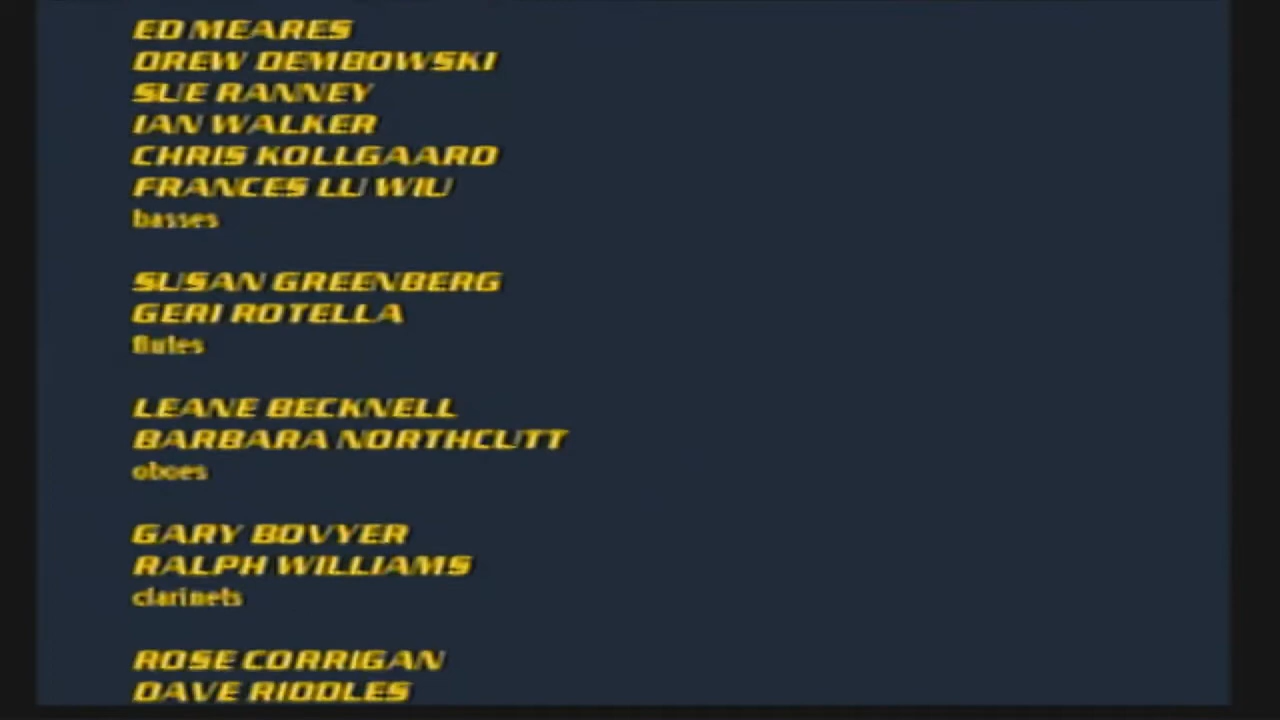 ED MEARES
DREW DEMBOWSKI
SUE RANNEY
IAN WALKER
CHRIS KOLLGAARD
FRANCES LIU WU
basses
SUSAN GREENBERG
GERI ROTELLA
flutes
LEANE BECKNELL
BARBARA NORTHCUTT
oboes
GARY BOVYER
RALPH WILLIAMS
clarinets
ROSE CORRIGAN
DAVE RIDDLES